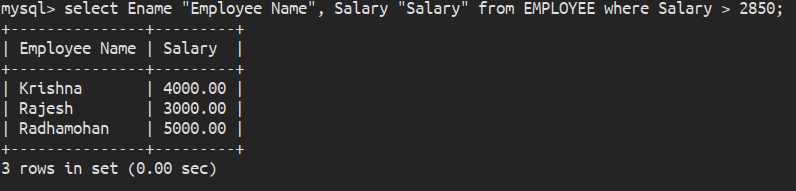 mysql> select Ename "Employee Name", Salary "Salary" from EMPLOYEE where Salary > 2850;
+---------------+---------+
| Employee Name | Salary  |
+---------------+---------+
| Krishna       | 4000.00 |
| Rajesh        | 3000.00 |
| Radhamohan    | 5000.00 |
+---------------+---------+
3 rows in set (0.00 sec)